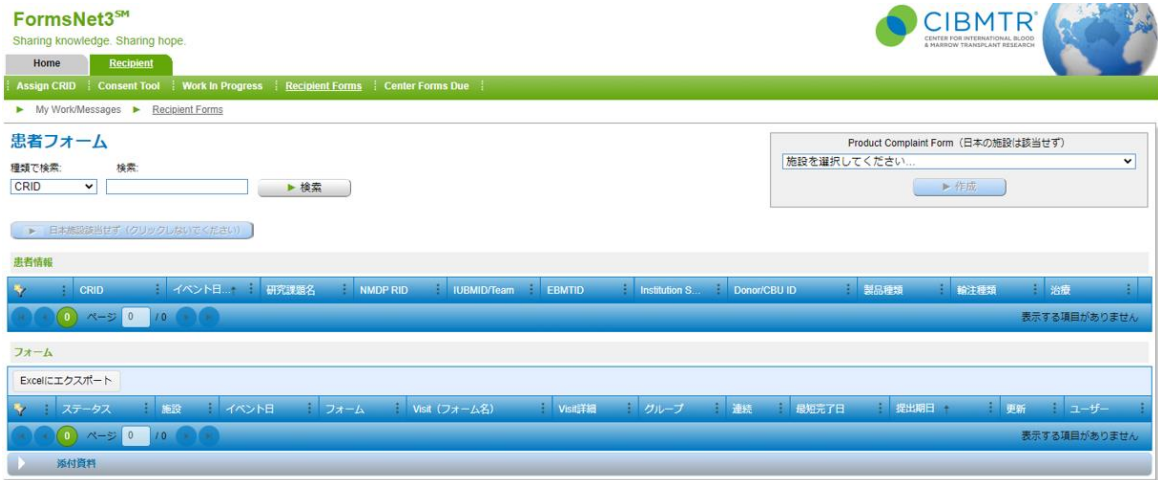 FormsNet3SM
Sharing knowledge. Sharing hope.
CIBMTR®
CENTER FOR INTERNATIONAL BLOOD
& MARROW TRANSPLANT RESEARCH
Home Recipient
Assign CRID Consent Tool Work In Progress Recipient Forms Center Forms Due
My Work/Messages Recipient Forms
患者フォーム
Product Complaint Form（日本の施設は該当せず）
種類で検索: 検索:
施設を選択してください...
CRID 検索
作成
日本施設該当せず（クリックしないでください）
患者情報
CRID イベント日... 研究課題名 NMDP RID IUBMID/Team EBMTID Institution S... Donor/CBU ID 製品種類 輸注種類 治療
0 ページ 0 / 0 表示する項目がありません
フォーム
Excelにエクスポート
ステータス 施設 イベント日 フォーム Visit（フォーム名） Visit詳細 グループ 連続 最短完了日 提出期日 更新 ユーザー
0 ページ 0 / 0 表示する項目がありません
添付資料